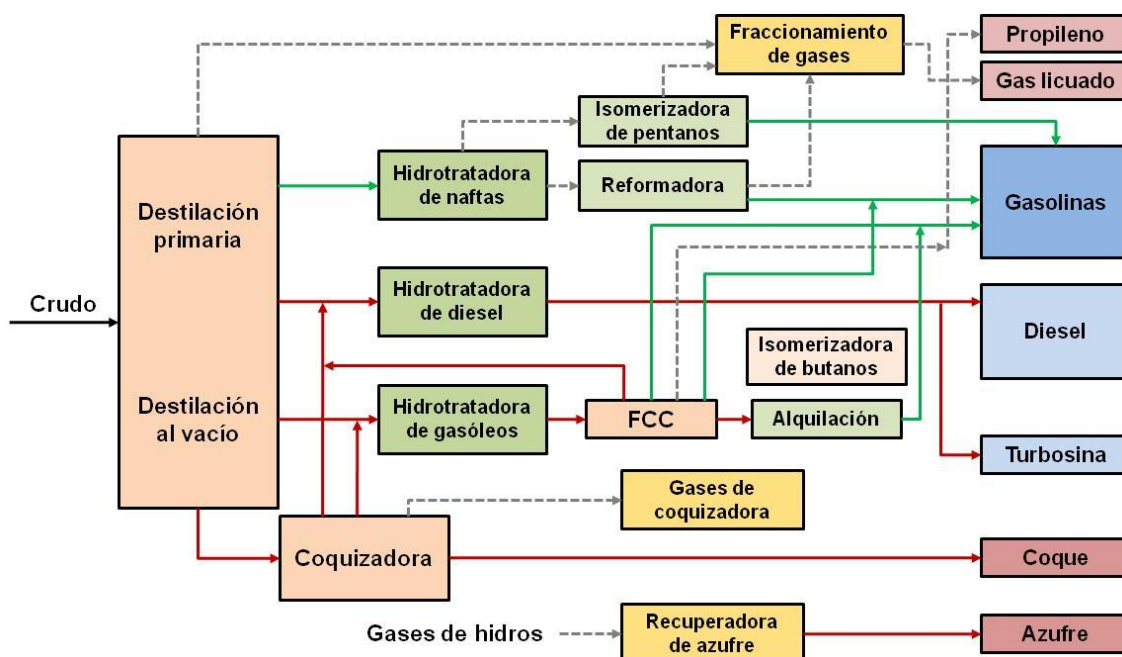 Fraccionamiento
de gases
Propileno
Gas licuado
Isomerizadora
de pentanos
Hidrotratadora
de naftas
Reformadora
Gasolinas
Destilación
primaria
Crudo
Hidrotratadora
de diesel
Diesel
Isomerizadora
de butanos
Destilación
al vacío
Hidrotratadora
de gasóleos
FCC
Alquilación
Turbosina
Gases de
coquizadora
Coquizadora
Coque
Gases de hidros
Recuperadora
de azufre
Azufre